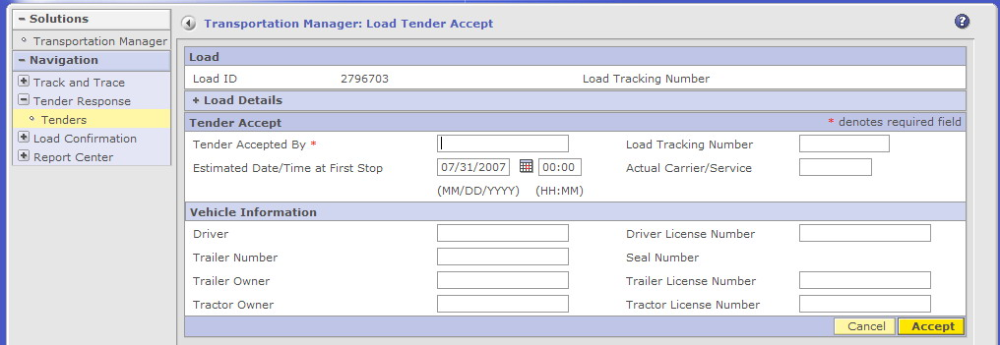 − Solutions
Transportation Manager
− Navigation
+ Track and Trace
− Tender Response
Tenders
+ Load Confirmation
+ Report Center
Transportation Manager: Load Tender Accept ?
Load
Load ID 2796703 Load Tracking Number
+ Load Details
Tender Accept * denotes required field
Tender Accepted By * Load Tracking Number
Estimated Date/Time at First Stop 07/31/2007 00:00 Actual Carrier/Service
(MM/DD/YYYY) (HH:MM)
Vehicle Information
Driver Driver License Number
Trailer Number Seal Number
Trailer Owner Trailer License Number
Tractor Owner Tractor License Number
Cancel Accept